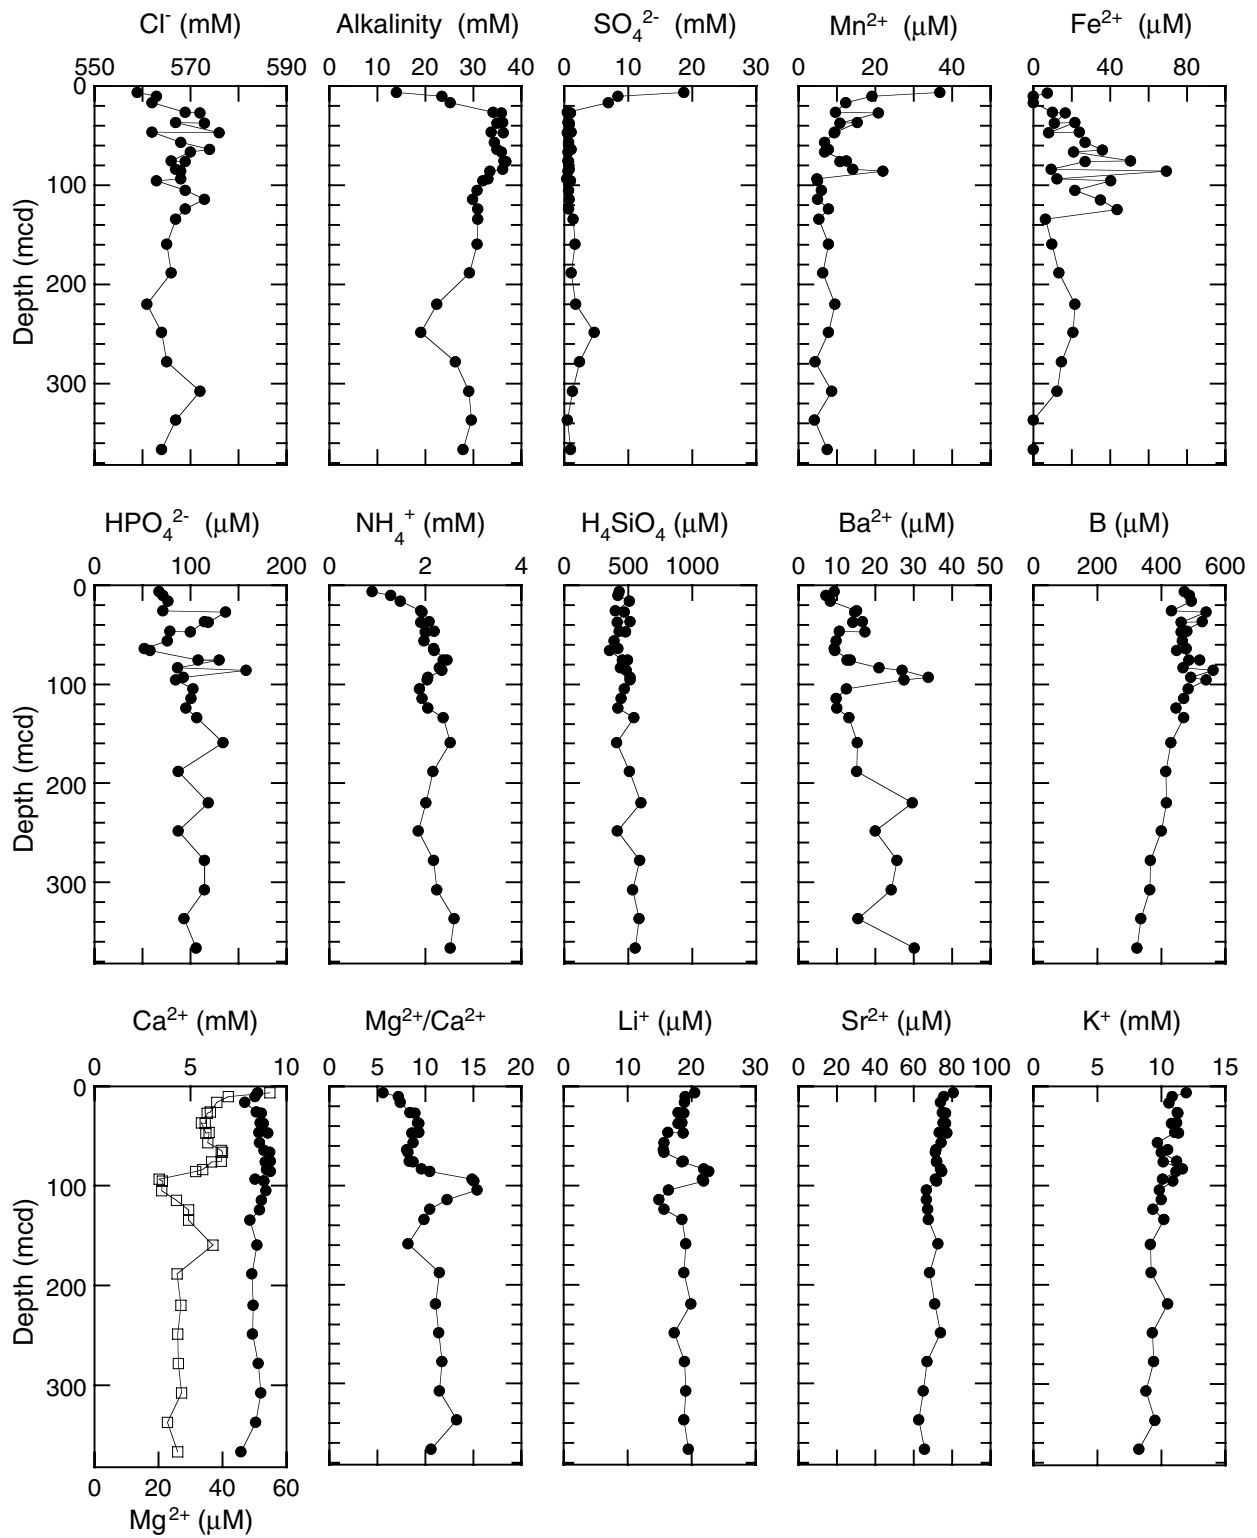 Cl⁻ (mM) Alkalinity (mM) SO₄²⁻ (mM) Mn²⁺ (μM) Fe²⁺ (μM)
550 570 590 0 10 20 30 40 0 10 20 30 0 20 40 0 40 80
0
100
200
300
Depth (mcd)
HPO₄²⁻ (μM) NH₄⁺ (mM) H₄SiO₄ (μM) Ba²⁺ (μM) B (μM)
0 100 200 0 2 4 0 500 1000 0 10 20 30 40 50 0 200 400 600
0
100
200
300
Depth (mcd)
Ca²⁺ (mM) Mg²⁺/Ca²⁺ Li⁺ (μM) Sr²⁺ (μM) K⁺ (mM)
0 5 10 0 5 10 15 20 0 10 20 30 0 20 40 60 80 100 0 5 10 15
0
100
200
300
Depth (mcd)
0 20 40 60
Mg²⁺ (μM)